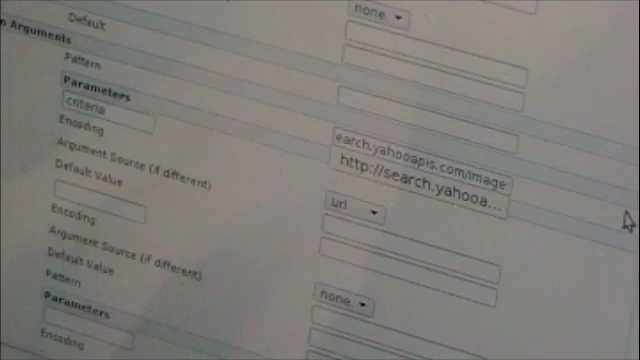 none
Default
n Arguments
Pattern
Parameters
criteria
earch.yahooapis.com/image
Encoding
http://search.yahooa...
Argument Source (if different)
Default Value
url
Encoding
Argument Source (if different)
Default Value
Pattern
none
Parameters
Encoding